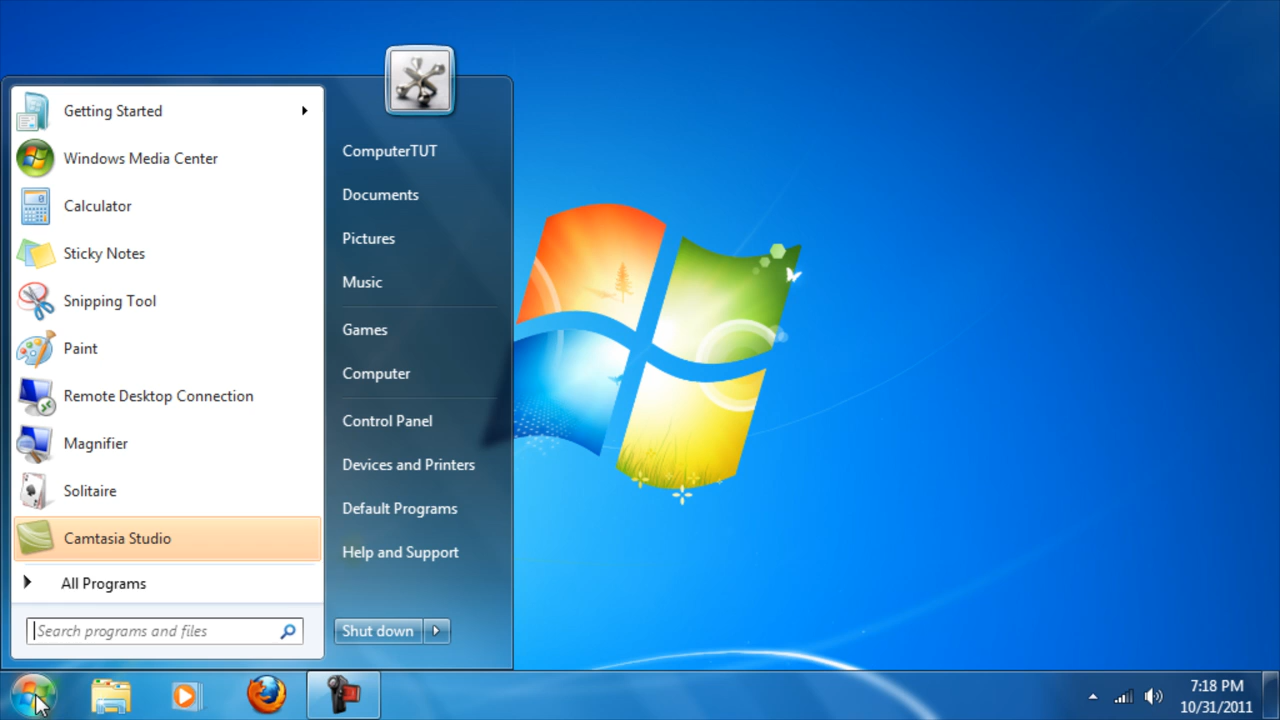 Getting Started
Windows Media Center
Calculator
Sticky Notes
Snipping Tool
Paint
Remote Desktop Connection
Magnifier
Solitaire
Camtasia Studio
All Programs
Search programs and files
ComputerTUT
Documents
Pictures
Music
Games
Computer
Control Panel
Devices and Printers
Default Programs
Help and Support
Shut down
7:18 PM
10/31/2011